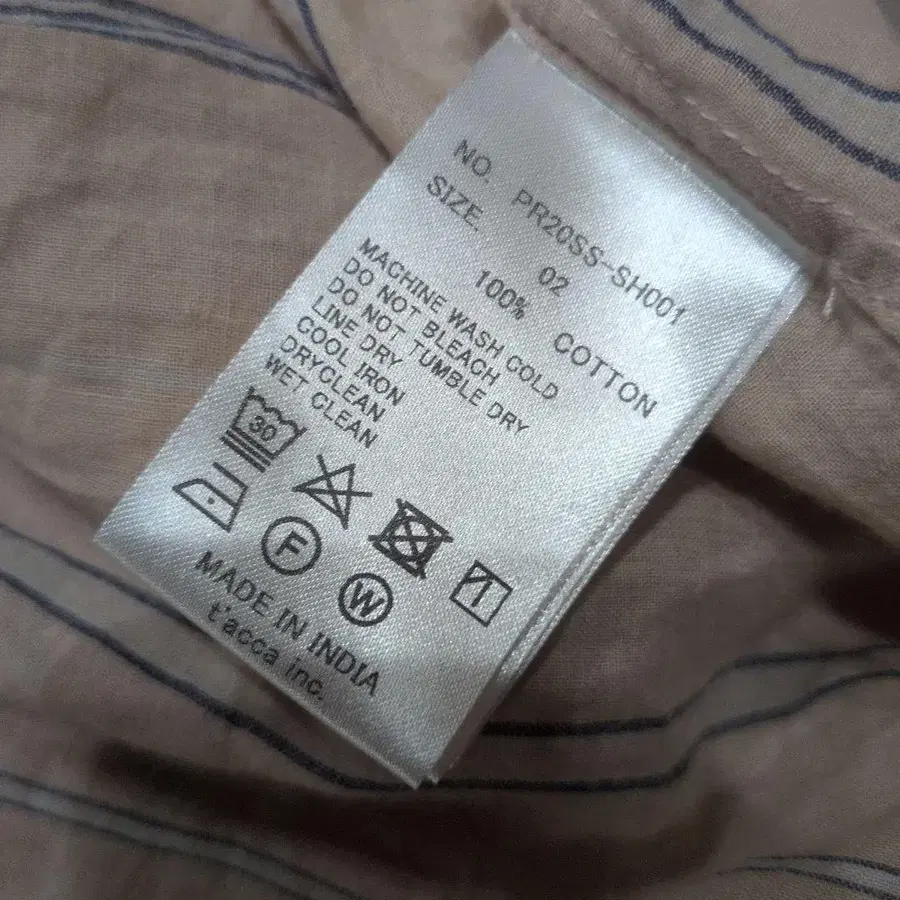 NO. PR20SS-SH001
SIZE. 02
100% COTTON
MACHINE WASH COLD
DO NOT BLEACH
DO NOT TUMBLE DRY
LINE DRY
COOL IRON
DRYCLEAN
WET CLEAN
30
F
W
MADE IN INDIA
t'acca inc.